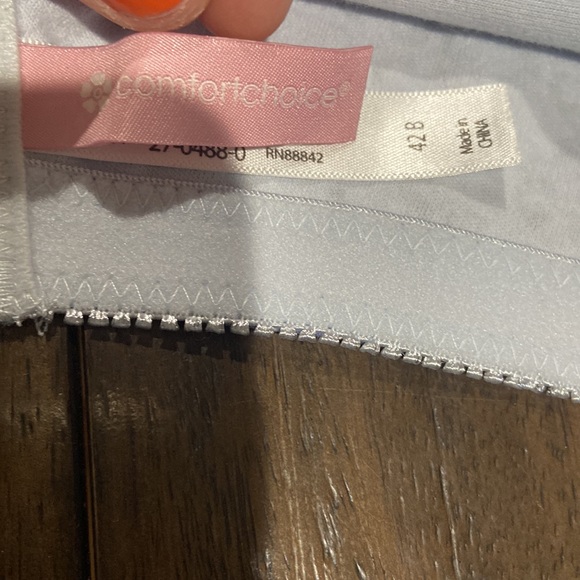 comfortchoice®
27-0488-0 RN88842
42 B
Made in
CHINA